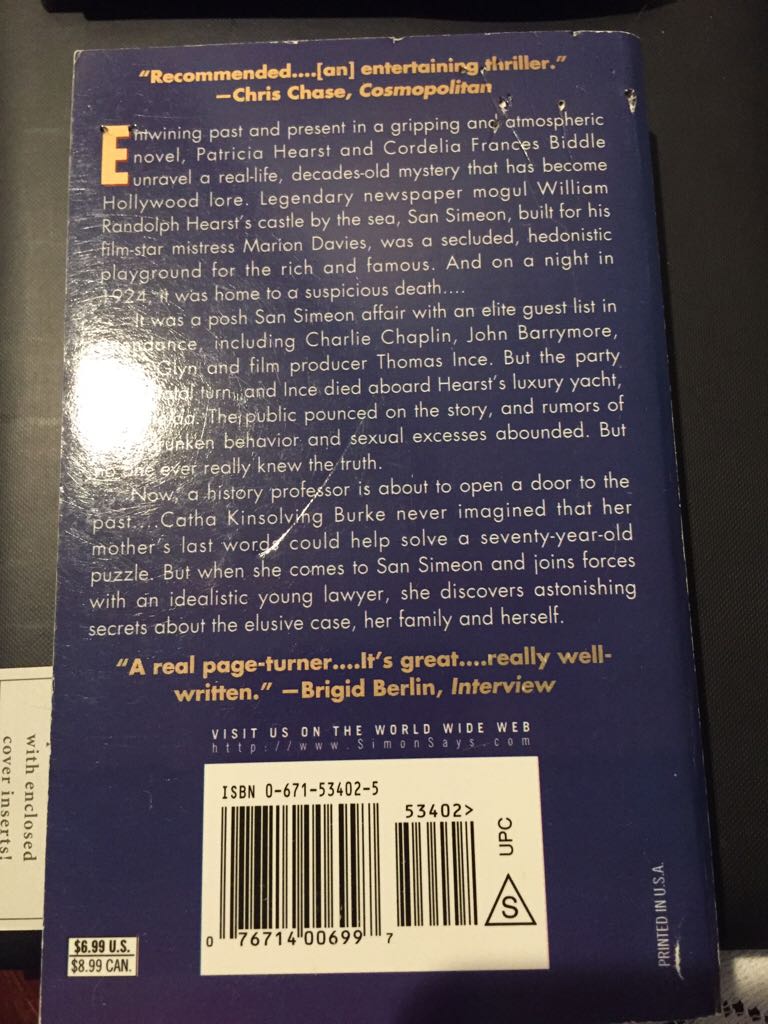 “Recommended....[an] entertaining thriller.”
—Chris Chase, Cosmopolitan
Entwining past and present in a gripping and atmospheric
novel, Patricia Hearst and Cordelia Frances Biddle
unravel a real-life, decades-old mystery that has become
Hollywood lore. Legendary newspaper mogul William
Randolph Hearst’s castle by the sea, San Simeon, built for his
film-star mistress Marion Davies, was a secluded, hedonistic
playground for the rich and famous. And on a night in
1924, it was home to a suspicious death....
It was a posh San Simeon affair with an elite guest list in
including Charlie Chaplin, John Barrymore,
Glyn and film producer Thomas Ince. But the party
turn...and Ince died aboard Hearst’s luxury yacht,
The public pounced on the story, and rumors of
behavior and sexual excesses abounded. But
no one ever really knew the truth.
Now, a history professor is about to open a door to the
past....Catha Kinsolving Burke never imagined that her
mother’s last words could help solve a seventy-year-old
puzzle. But when she comes to San Simeon and joins forces
with an idealistic young lawyer, she discovers astonishing
secrets about the elusive case, her family and herself.
“A real page-turner....It’s great....really well-
written.” —Brigid Berlin, Interview
VISIT US ON THE WORLD WIDE WEB
http://www.SimonSays.com
ISBN 0-671-53402-5
53402>
UPC
S
0 76714 00699 7
$6.99 U.S.
$8.99 CAN.
PRINTED IN U.S.A.
with enclosed
cover inserts!